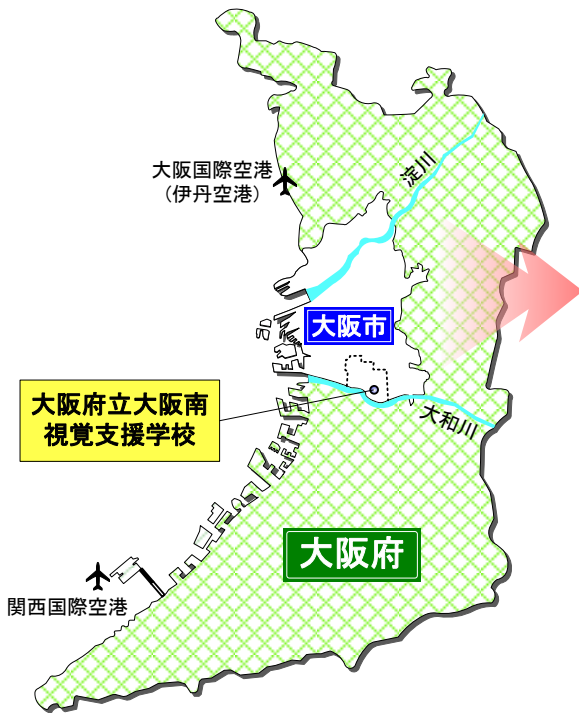 大阪国際空港
（伊丹空港）
淀川
大阪市
大阪府立大阪南
視覚支援学校
大和川
大阪府
関西国際空港